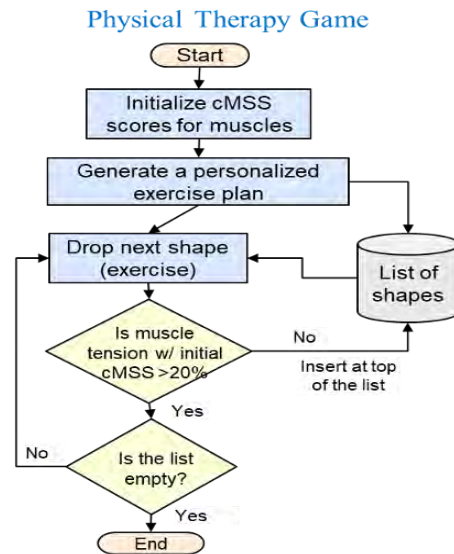 Physical Therapy Game
Start
Initialize cMSS
scores for muscles
Generate a personalized
exercise plan
Drop next shape
(exercise)
List of
shapes
Is muscle
tension w/ initial
cMSS >20%
No
Insert at top
of the list
Yes
No
Is the list
empty?
Yes
End